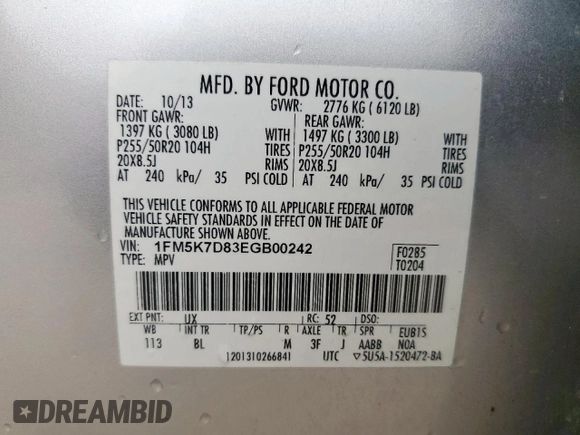 MFD. BY FORD MOTOR CO.
DATE: 10/13 GVWR: 2776 KG ( 6120 LB)
FRONT GAWR: REAR GAWR:
1397 KG ( 3080 LB) WITH 1497 KG ( 3300 LB) WITH
P255/50R20 104H TIRES P255/50R20 104H TIRES
20X8.5J RIMS 20X8.5J RIMS
AT 240 kPa/ 35 PSI COLD AT 240 kPa/ 35 PSI COLD
THIS VEHICLE CONFORMS TO ALL APPLICABLE FEDERAL MOTOR
VEHICLE SAFETY STANDARDS IN EFFECT ON THE DATE OF
MANUFACTURE SHOWN ABOVE.
VIN: 1FM5K7D83EGB00242 F0285
TYPE: MPV T0204
EXT PNT: UX RC: 52 DSO:
WB INT TR TP/PS R AXLE TR SPR EUB1S
113 BL M 3F J AABB NOA
1201310266841 UTC ▽5U5A-1520472-BA
DREAMBID